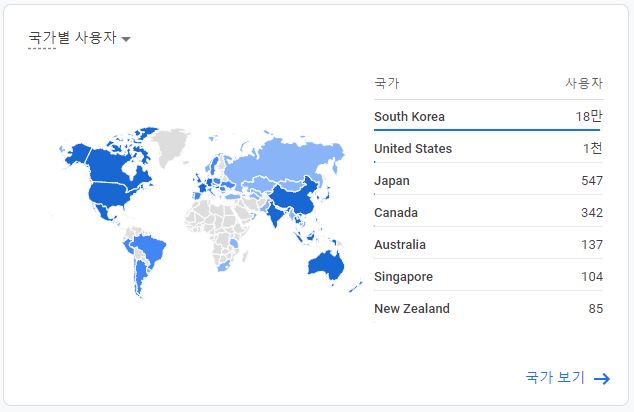 국가별 사용자
국가 사용자
South Korea 18만
United States 1천
Japan 547
Canada 342
Australia 137
Singapore 104
New Zealand 85
국가 보기